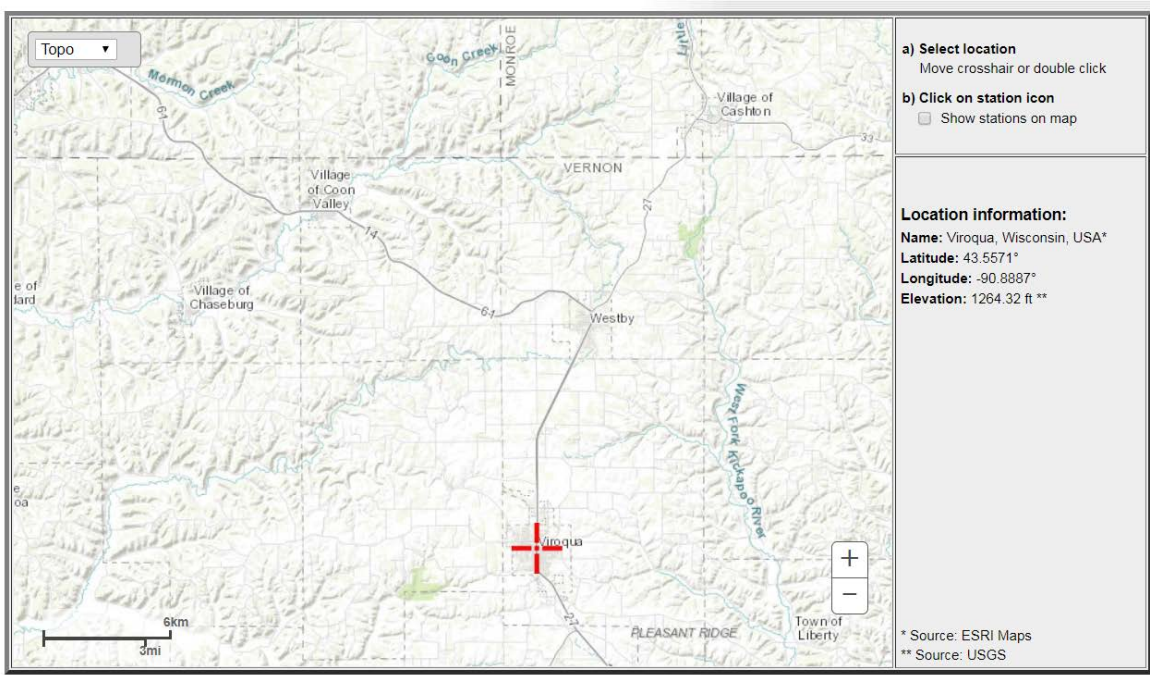 Topo
Mormon Creek
Coon Creek
MONROE
Little
Village of
Cashton
33
61
VERNON
Village
of Coon
Valley
27
14
e of
dard
Village of
Chaseburg
61
Westby
West Fork Kickapoo River
e
oa
Viroqua
27
PLEASANT RIDGE
Town of
Liberty
+
−
6km
3mi
a) Select location
Move crosshair or double click
b) Click on station icon
Show stations on map
Location information:
Name: Viroqua, Wisconsin, USA*
Latitude: 43.5571°
Longitude: -90.8887°
Elevation: 1264.32 ft **
* Source: ESRI Maps
** Source: USGS